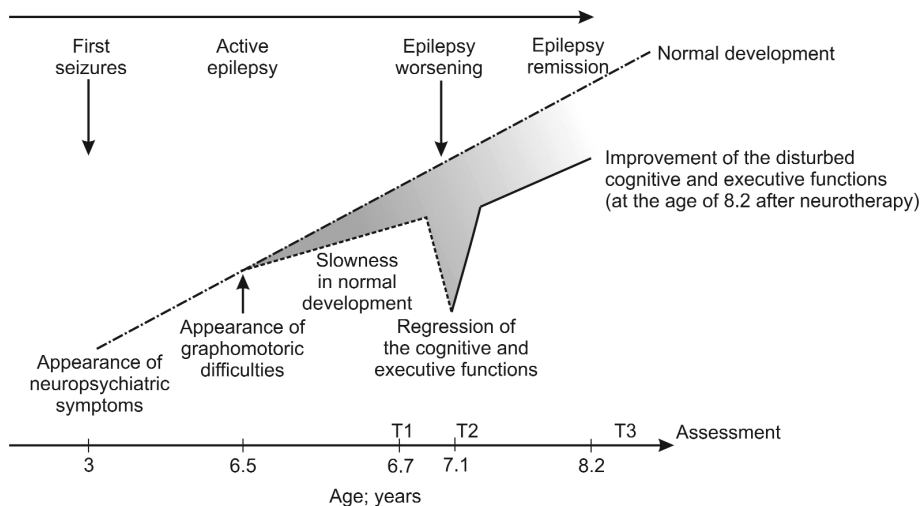 First
seizures
Active
epilepsy
Epilepsy
worsening
Epilepsy
remission
Normal development
Improvement of the disturbed
cognitive and executive functions
(at the age of 8.2 after neurotherapy)
Slowness
in normal
development
Appearance of
graphomotoric
difficulties
Regression of
the cognitive and
executive functions
Appearance of
neuropsychiatric
symptoms
T1 T2 T3
Assessment
3 6.5 6.7 7.1 8.2
Age; years